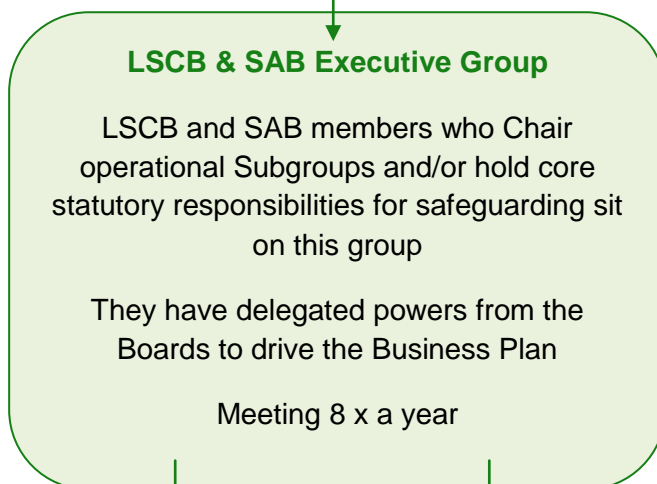 LSCB & SAB Executive Group
LSCB and SAB members who Chair
operational Subgroups and/or hold core
statutory responsibilities for safeguarding sit
on this group
They have delegated powers from the
Boards to drive the Business Plan
Meeting 8 x a year